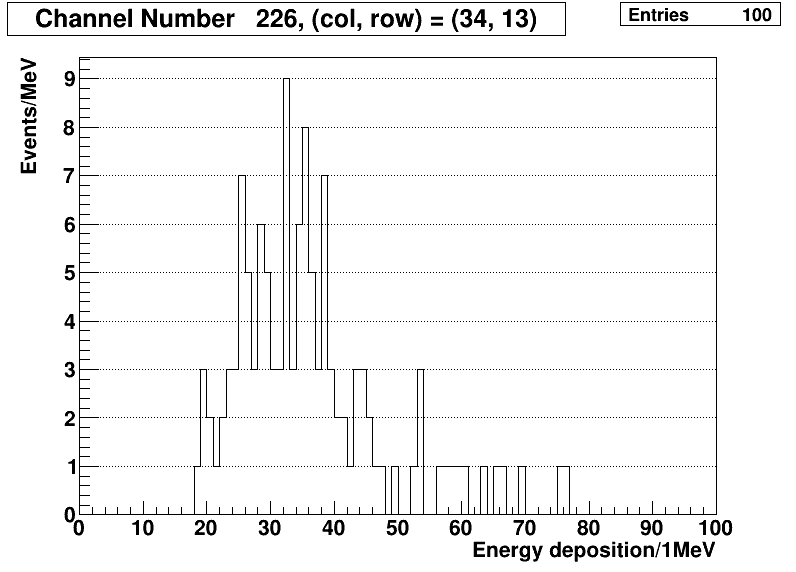 Channel Number 226, (col, row) = (34, 13)
Entries 100
Events/MeV
9
8
7
6
5
4
3
2
1
0
0 10 20 30 40 50 60 70 80 90 100
Energy deposition/1MeV